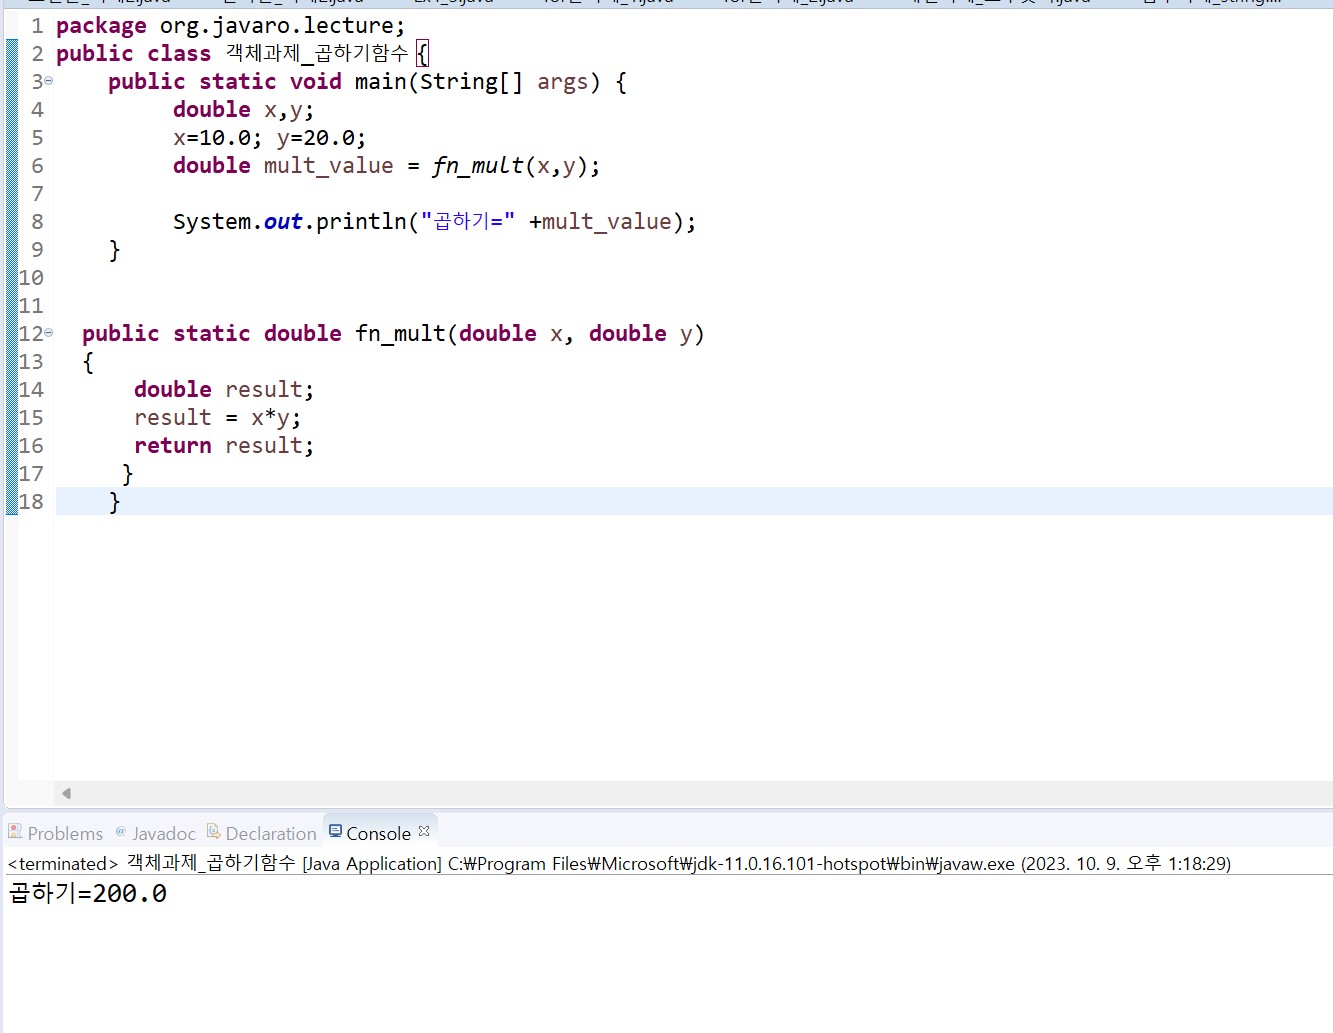 1 package org.javaro.lecture;
2 public class 객체과제_곱하기함수 {
3 public static void main(String[] args) {
4 double x,y;
5 x=10.0; y=20.0;
6 double mult_value = fn_mult(x,y);
7
8 System.out.println("곱하기=" +mult_value);
9 }
10
11
12 public static double fn_mult(double x, double y)
13 {
14 double result;
15 result = x*y;
16 return result;
17 }
18 }
Problems @ Javadoc Declaration Console
<terminated> 객체과제_곱하기함수 [Java Application] C:₩Program Files₩Microsoft₩jdk-11.0.16.101-hotspot₩bin₩javaw.exe (2023. 10. 9. 오후 1:18:29)
곱하기=200.0